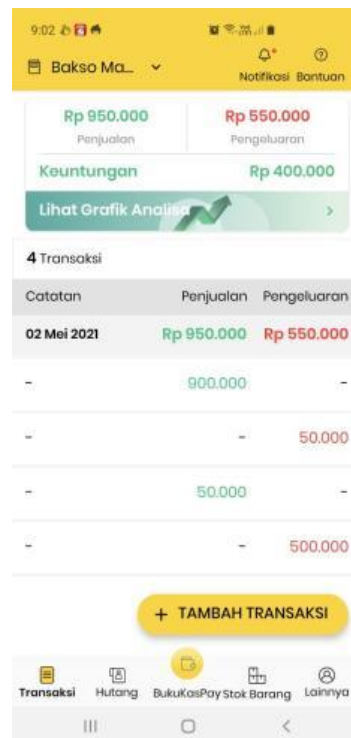 9:02
Bakso Ma...
Notifikasi Bantuan
Rp 950.000 Rp 550.000
Penjualan Pengeluaran
Keuntungan Rp 400.000
Lihat Grafik Analisa >
4 Transaksi
Catatan Penjualan Pengeluaran
02 Mei 2021 Rp 950.000 Rp 550.000
- 900.000 -
- - 50.000
- 50.000 -
- - 500.000
+ TAMBAH TRANSAKSI
Transaksi Hutang BukuKasPay Stok Barang Lainnya